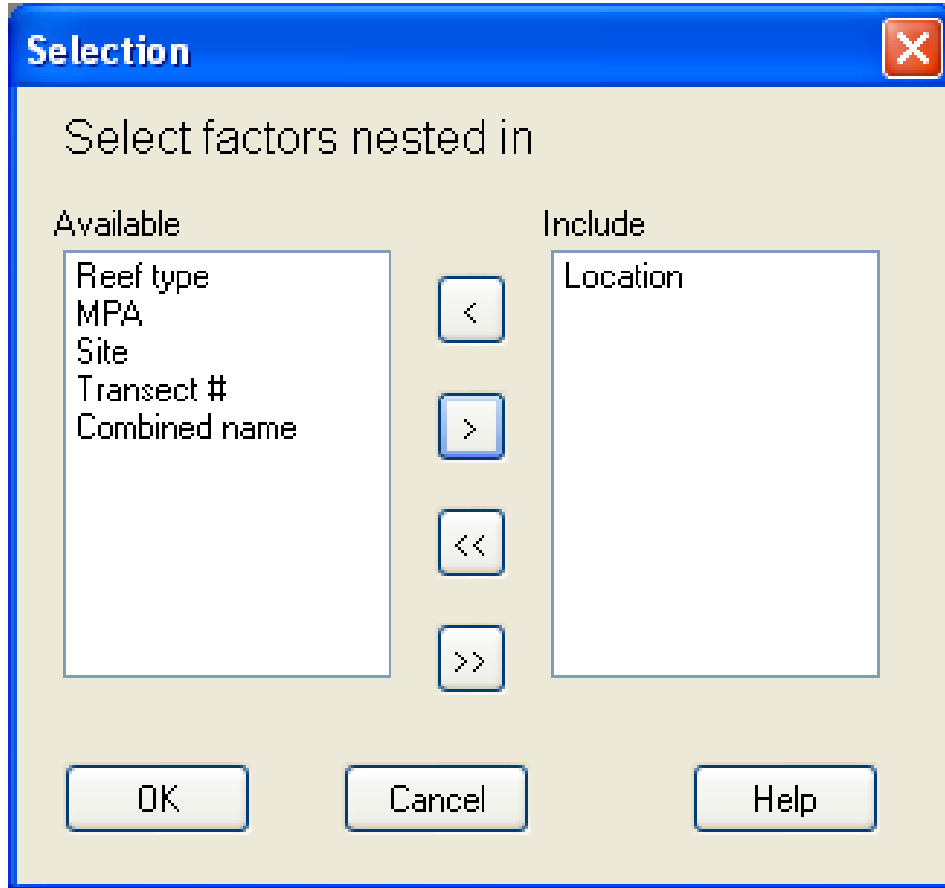 Selection
Select factors nested in
Available
Include
Reef type
MPA
Site
Transect #
Combined name
<
>
<<
>>
Location
OK
Cancel
Help